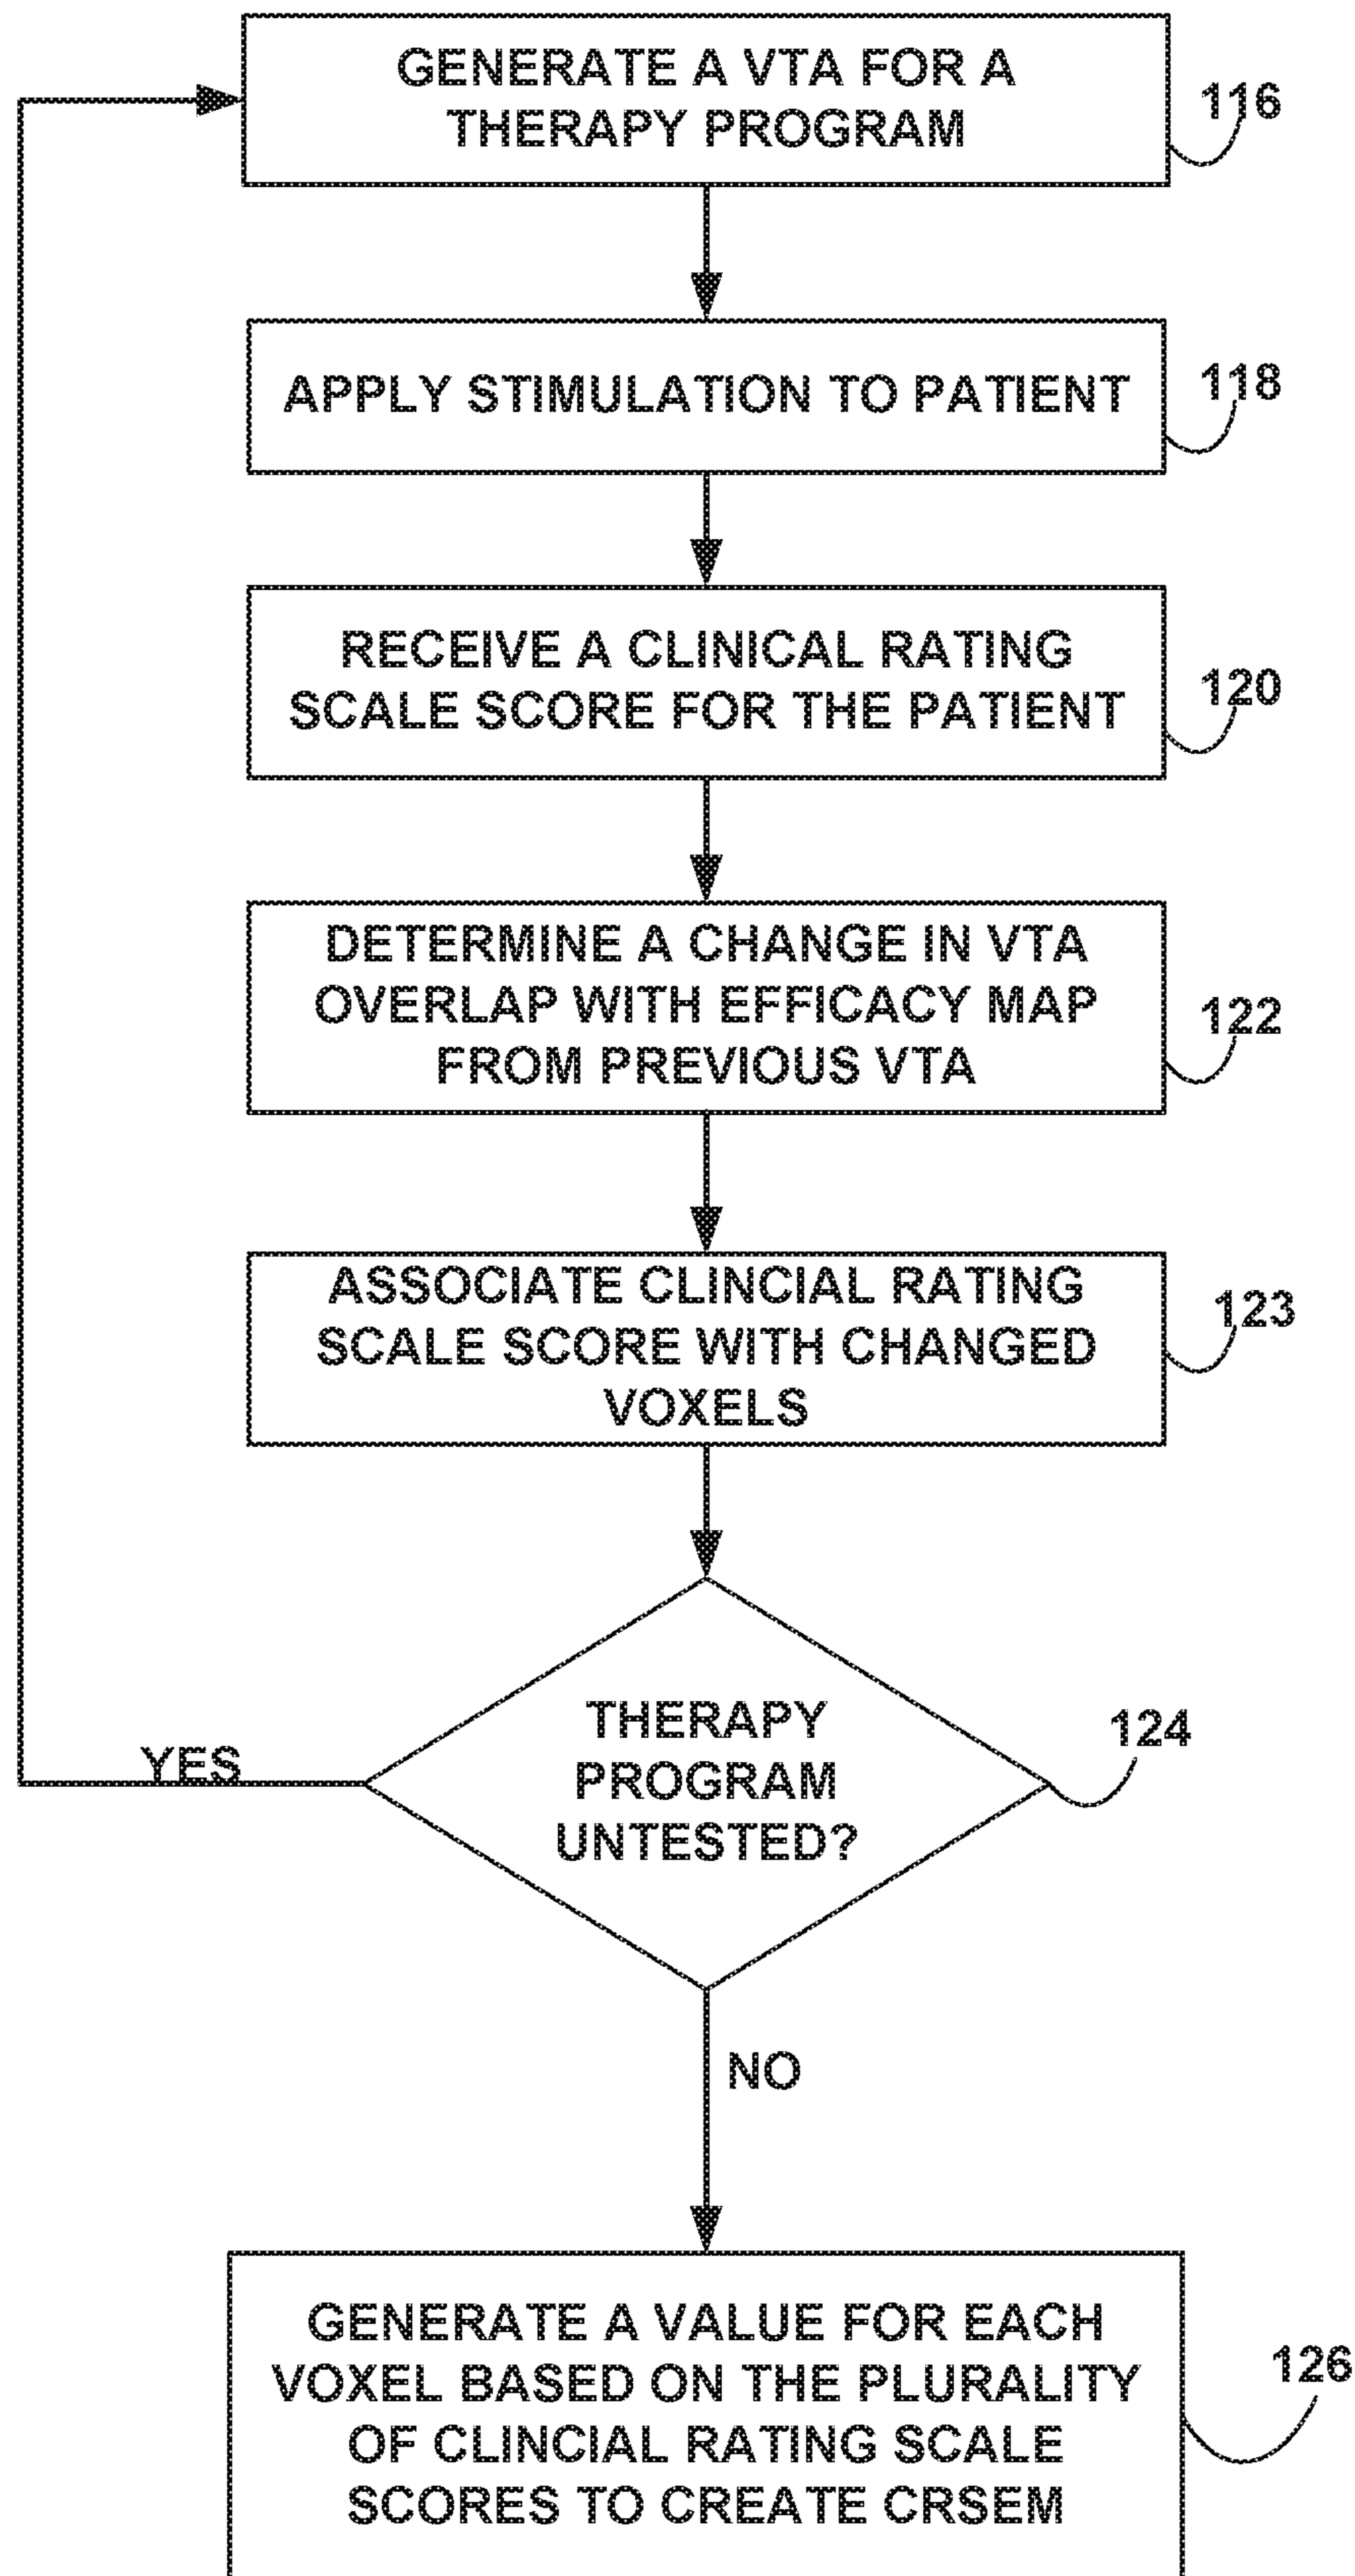 GENERATE A VTA FOR A
THERAPY PROGRAM
116
APPLY STIMULATION TO PATIENT
118
RECEIVE A CLINICAL RATING
SCALE SCORE FOR THE PATIENT
120
DETERMINE A CHANGE IN VTA
OVERLAP WITH EFFICACY MAP
FROM PREVIOUS VTA
122
ASSOCIATE CLINCIAL RATING
SCALE SCORE WITH CHANGED
VOXELS
123
THERAPY
PROGRAM
UNTESTED?
124
YES
NO
GENERATE A VALUE FOR EACH
VOXEL BASED ON THE PLURALITY
OF CLINCIAL RATING SCALE
SCORES TO CREATE CRSEM
126